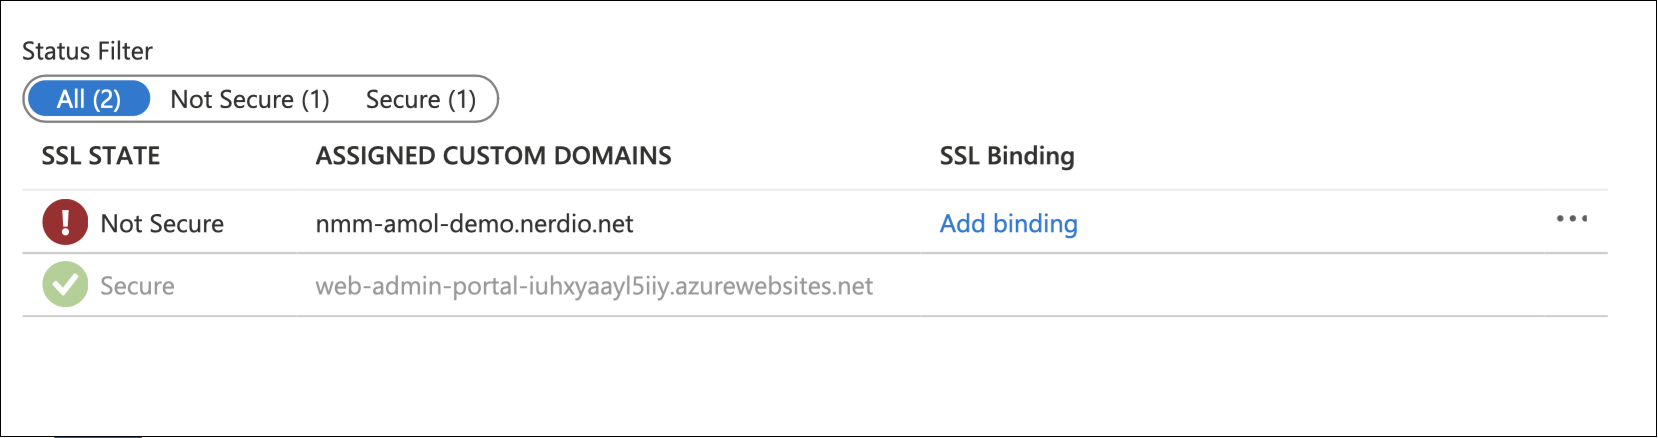 Status Filter
All (2) Not Secure (1) Secure (1)
SSL STATE ASSIGNED CUSTOM DOMAINS SSL Binding
Not Secure nmm-amol-demo.nerdio.net Add binding
Secure web-admin-portal-iuhxyaayl5iiy.azurewebsites.net